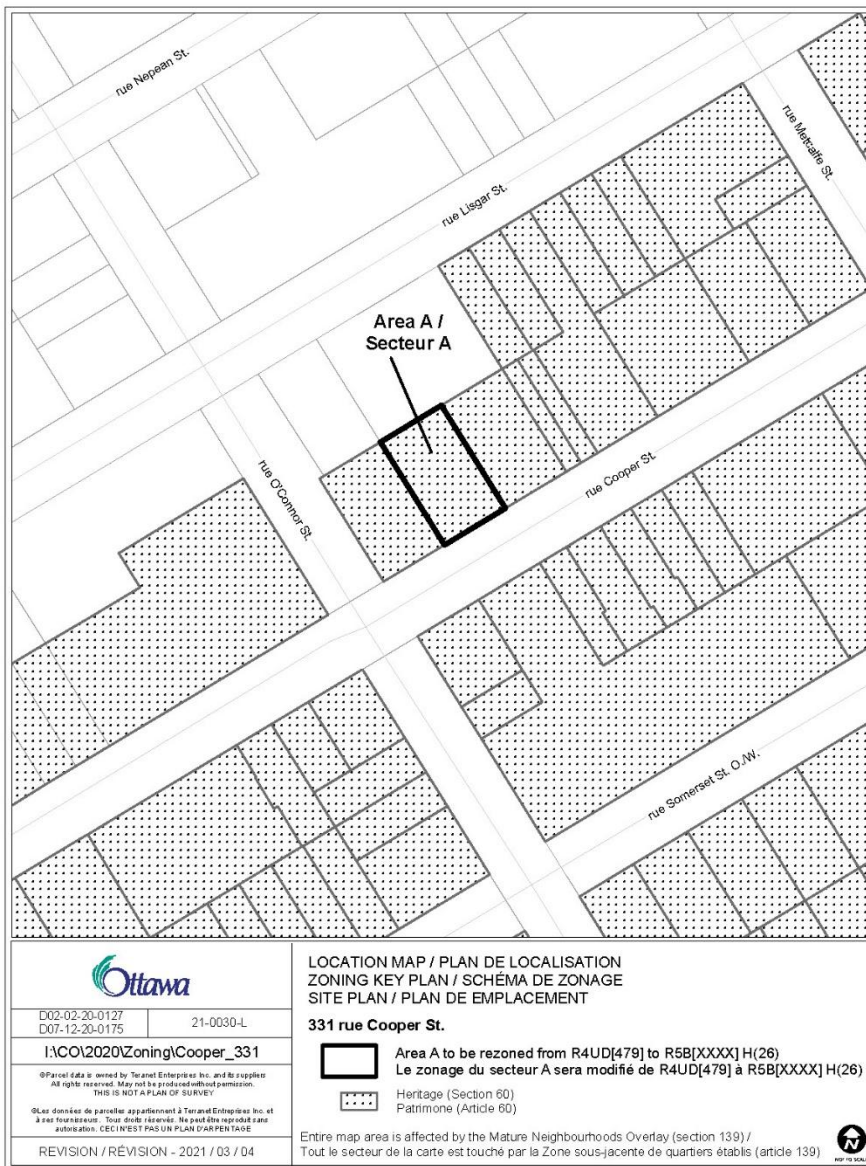 rue Nepean St.
rue Metcalfe St.
rue Lisgar St.
Area A /
Secteur A
rue O'Connor St.
rue Cooper St.
rue Somerset St. O./W.
Ottawa
D02-02-20-0127
D07-12-20-0175
21-0030-L
I:\CO\2020\Zoning\Cooper_331
©Parcel data is owned by Teranet Enterprises Inc. and its suppliers
All rights reserved. May not be produced without permission.
THIS IS NOT A PLAN OF SURVEY
©Les données de parcelles appartiennent à Teranet Entreprises Inc. et
à ses fournisseurs. Tous droits réservés. Ne peut être reproduit sans
autorisation. CECI N'EST PAS UN PLAN D'ARPENTAGE
REVISION / RÉVISION - 2021 / 03 / 04
LOCATION MAP / PLAN DE LOCALISATION
ZONING KEY PLAN / SCHÉMA DE ZONAGE
SITE PLAN / PLAN DE EMPLACEMENT
331 rue Cooper St.
Area A to be rezoned from R4UD[479] to R5B[XXXX] H(26)
Le zonage du secteur A sera modifié de R4UD[479] à R5B[XXXX] H(26)
Heritage (Section 60)
Patrimone (Article 60)
Entire map area is affected by the Mature Neighbourhoods Overlay (section 139) /
Tout le secteur de la carte est touché par la Zone sous-jacente de quartiers établis (article 139)
N
NOT TO SCALE